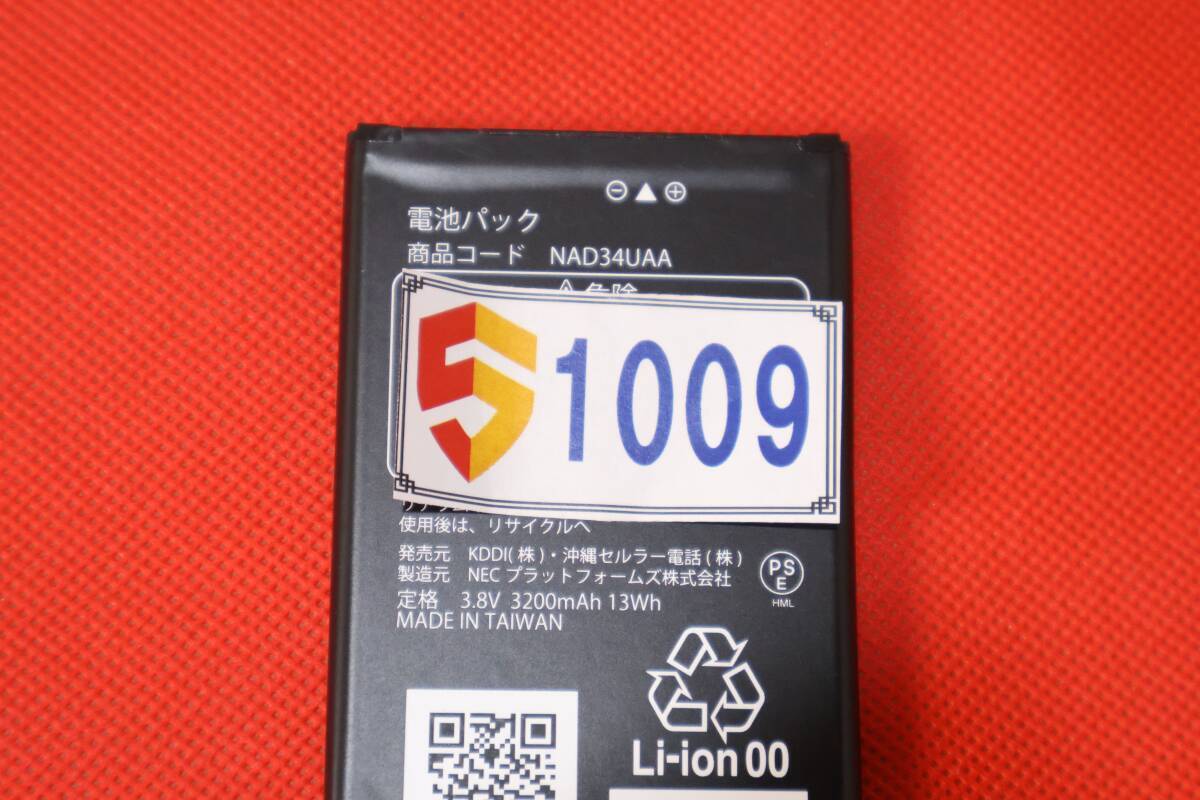 ⊖▲⊕
電池パック
商品コード NAD34UAA
危険
1009
使用後は、リサイクルへ
発売元 KDDI(株)・沖縄セルラー電話(株)
製造元 NECプラットフォームズ株式会社
PS
E
HML
定格 3.8V 3200mAh 13Wh
MADE IN TAIWAN
Li-ion 00